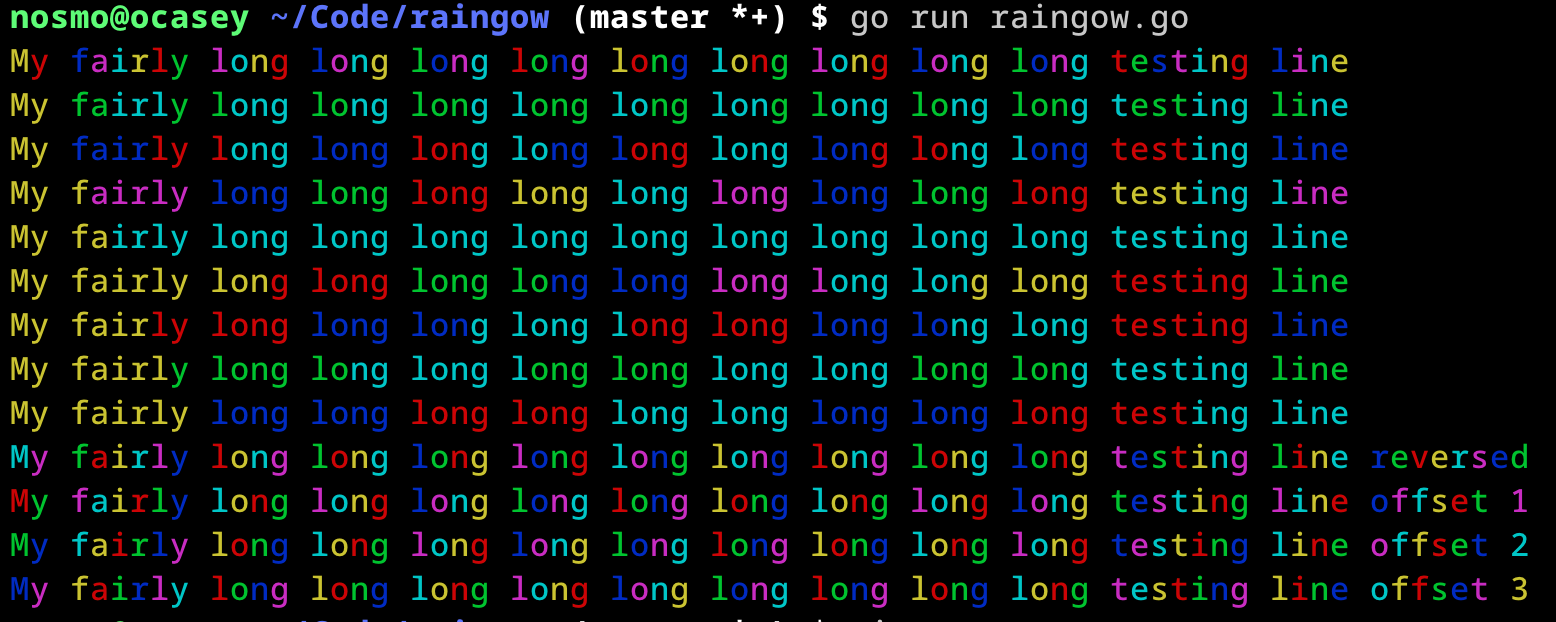 nosmo@ocasey ~/Code/raingow (master *+) $ go run raingow.go
My fairly long long long long long long long long long testing line
My fairly long long long long long long long long long testing line
My fairly long long long long long long long long long testing line
My fairly long long long long long long long long long testing line
My fairly long long long long long long long long long testing line
My fairly long long long long long long long long long testing line
My fairly long long long long long long long long long testing line
My fairly long long long long long long long long long testing line
My fairly long long long long long long long long long testing line
My fairly long long long long long long long long long testing line reversed
My fairly long long long long long long long long long testing line offset 1
My fairly long long long long long long long long long testing line offset 2
My fairly long long long long long long long long long testing line offset 3